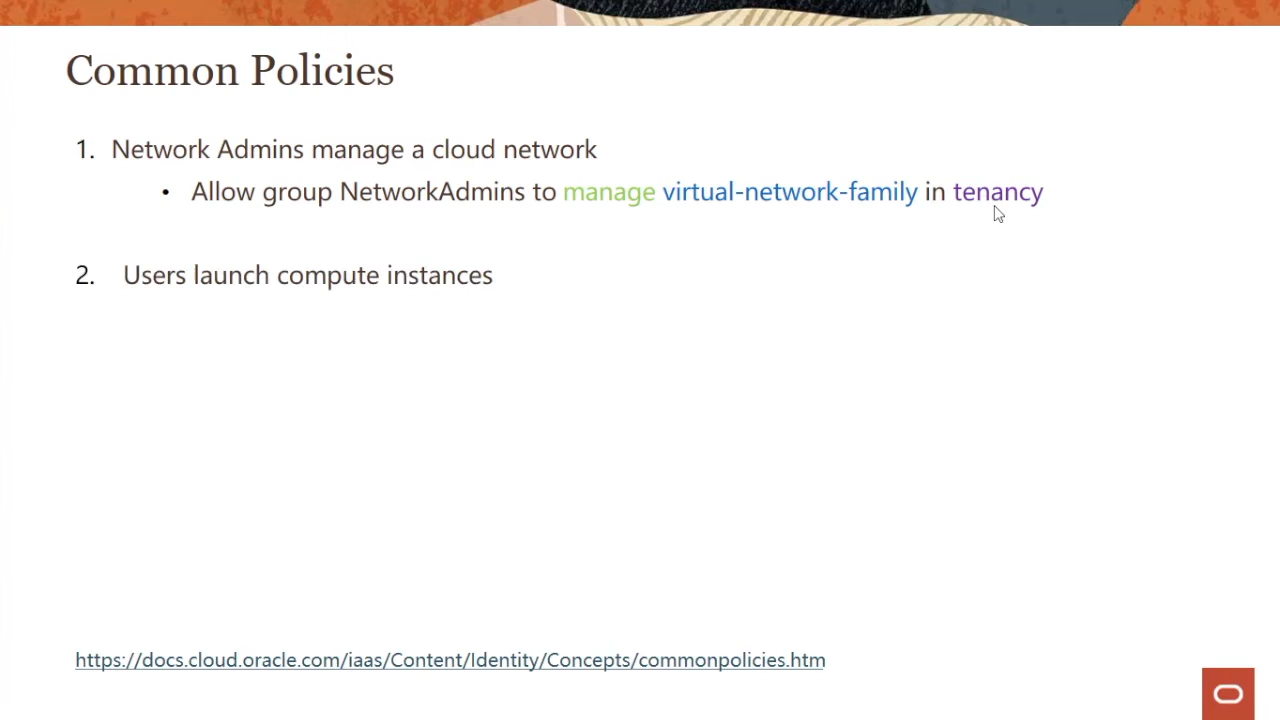 Common Policies
1. Network Admins manage a cloud network
• Allow group NetworkAdmins to manage virtual-network-family in tenancy
2. Users launch compute instances
https://docs.cloud.oracle.com/iaas/Content/Identity/Concepts/commonpolicies.htm